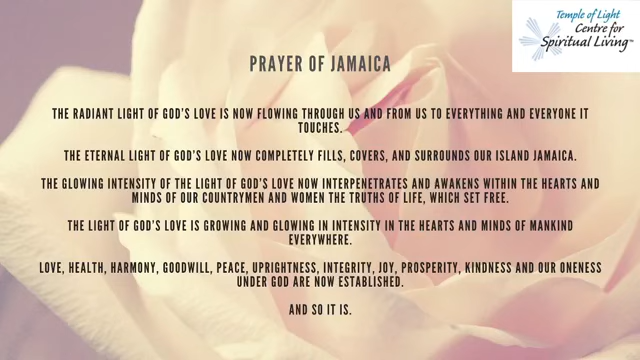 Temple of Light
Centre for
Spiritual Living™
PRAYER OF JAMAICA
THE RADIANT LIGHT OF GOD'S LOVE IS NOW FLOWING THROUGH US AND FROM US TO EVERYTHING AND EVERYONE IT
TOUCHES.
THE ETERNAL LIGHT OF GOD'S LOVE NOW COMPLETELY FILLS, COVERS, AND SURROUNDS OUR ISLAND JAMAICA.
THE GLOWING INTENSITY OF THE LIGHT OF GOD'S LOVE NOW INTERPENETRATES AND AWAKENS WITHIN THE HEARTS AND
MINDS OF OUR COUNTRYMEN AND WOMEN THE TRUTHS OF LIFE, WHICH SET FREE.
THE LIGHT OF GOD'S LOVE IS GROWING AND GLOWING IN INTENSITY IN THE HEARTS AND MINDS OF MANKIND
EVERYWHERE.
LOVE, HEALTH, HARMONY, GOODWILL, PEACE, UPRIGHTNESS, INTEGRITY, JOY, PROSPERITY, KINDNESS AND OUR ONENESS
UNDER GOD ARE NOW ESTABLISHED.
AND SO IT IS.